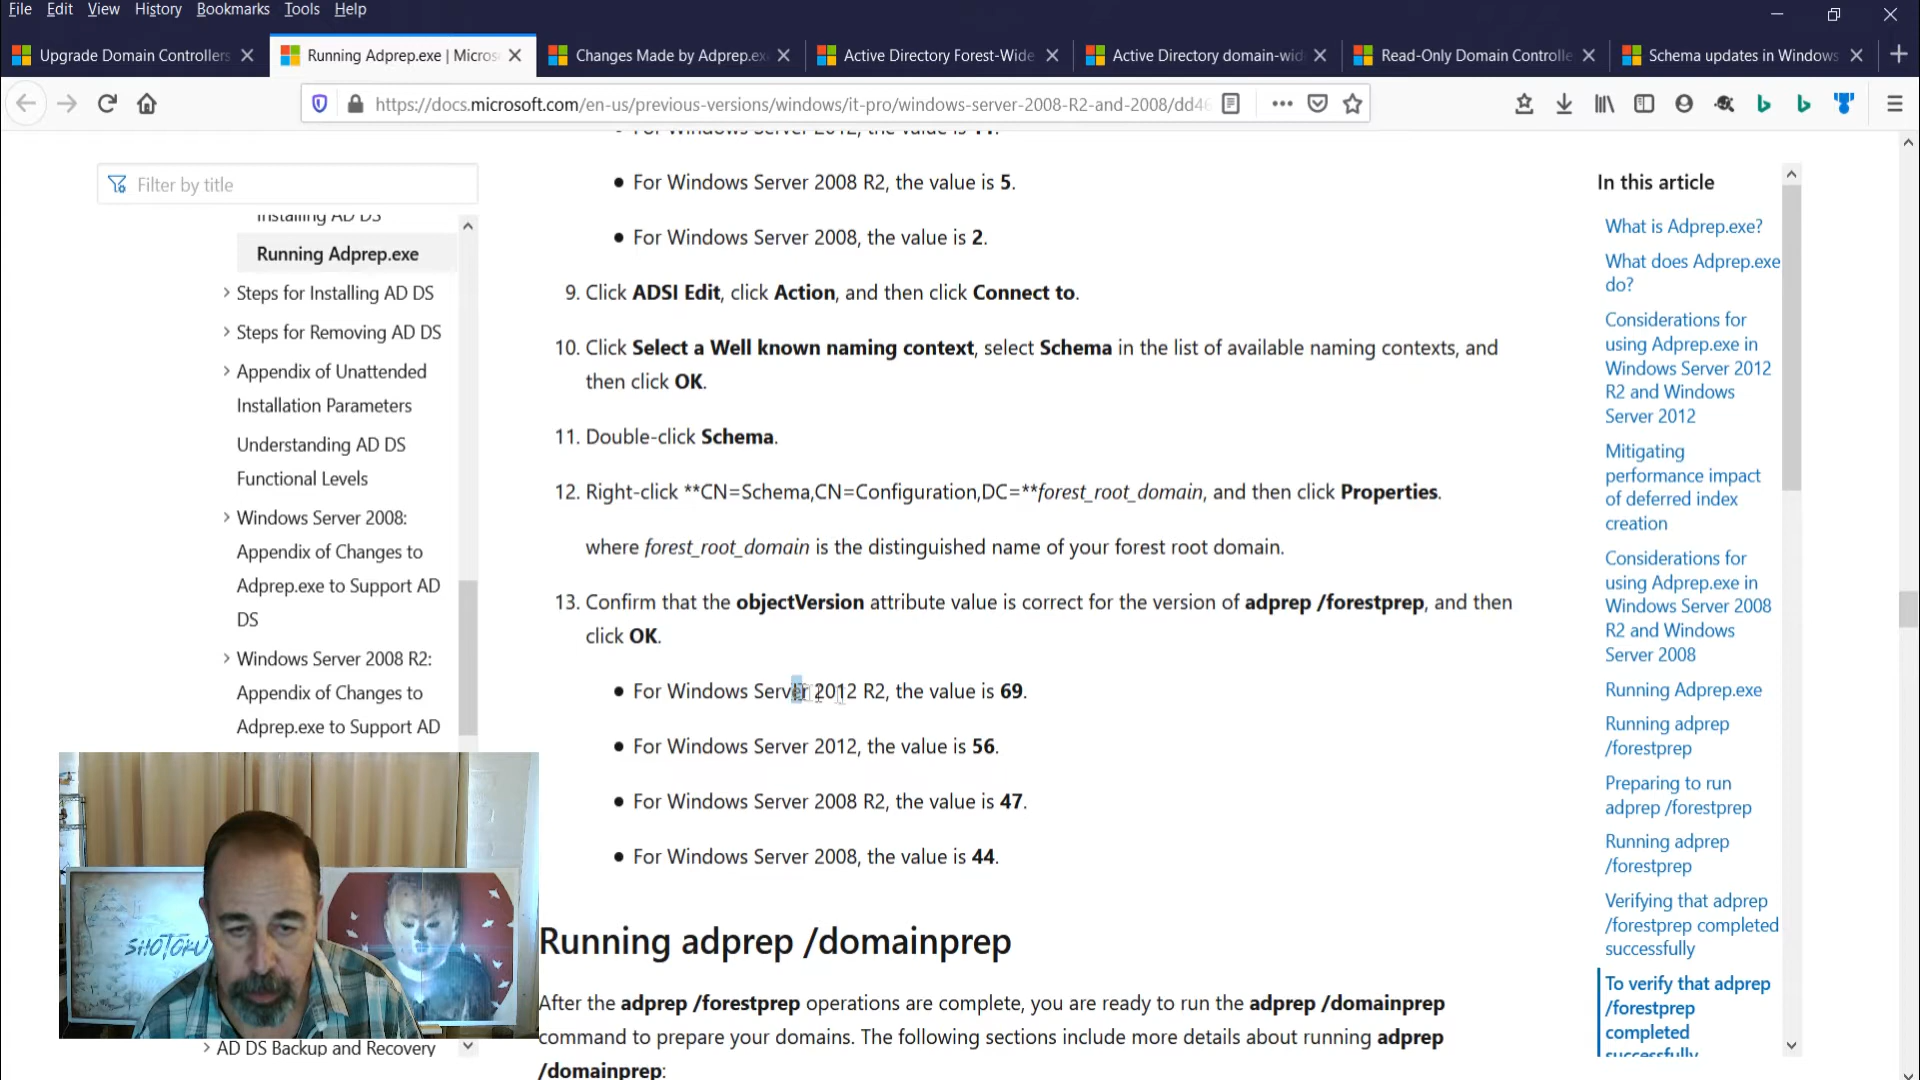 File Edit View History Bookmarks Tools Help
Upgrade Domain Controllers
Running Adprep.exe | Micros
Changes Made by Adprep.ex
Active Directory Forest-Wide
Active Directory domain-wid
Read-Only Domain Controlle
Schema updates in Windows
https://docs.microsoft.com/en-us/previous-versions/windows/it-pro/windows-server-2008-R2-and-2008/dd46
Filter by title
Installing AD DS
Running Adprep.exe
Steps for Installing AD DS
Steps for Removing AD DS
Appendix of Unattended
Installation Parameters
Understanding AD DS
Functional Levels
Windows Server 2008:
Appendix of Changes to
Adprep.exe to Support AD
DS
Windows Server 2008 R2:
Appendix of Changes to
Adprep.exe to Support AD
AD DS Backup and Recovery
SHOTOKU
For Windows Server 2012, the value is 11.
For Windows Server 2008 R2, the value is 5.
For Windows Server 2008, the value is 2.
9. Click ADSI Edit, click Action, and then click Connect to.
10. Click Select a Well known naming context, select Schema in the list of available naming contexts, and
then click OK.
11. Double-click Schema.
12. Right-click **CN=Schema,CN=Configuration,DC=**forest_root_domain, and then click Properties.
where forest_root_domain is the distinguished name of your forest root domain.
13. Confirm that the objectVersion attribute value is correct for the version of adprep /forestprep, and then
click OK.
For Windows Server 2012 R2, the value is 69.
For Windows Server 2012, the value is 56.
For Windows Server 2008 R2, the value is 47.
For Windows Server 2008, the value is 44.
Running adprep /domainprep
After the adprep /forestprep operations are complete, you are ready to run the adprep /domainprep
command to prepare your domains. The following sections include more details about running adprep
/domainprep:
In this article
What is Adprep.exe?
What does Adprep.exe
do?
Considerations for
using Adprep.exe in
Windows Server 2012
R2 and Windows
Server 2012
Mitigating
performance impact
of deferred index
creation
Considerations for
using Adprep.exe in
Windows Server 2008
R2 and Windows
Server 2008
Running Adprep.exe
Running adprep
/forestprep
Preparing to run
adprep /forestprep
Running adprep
/forestprep
Verifying that adprep
/forestprep completed
successfully
To verify that adprep
/forestprep
completed
successfully